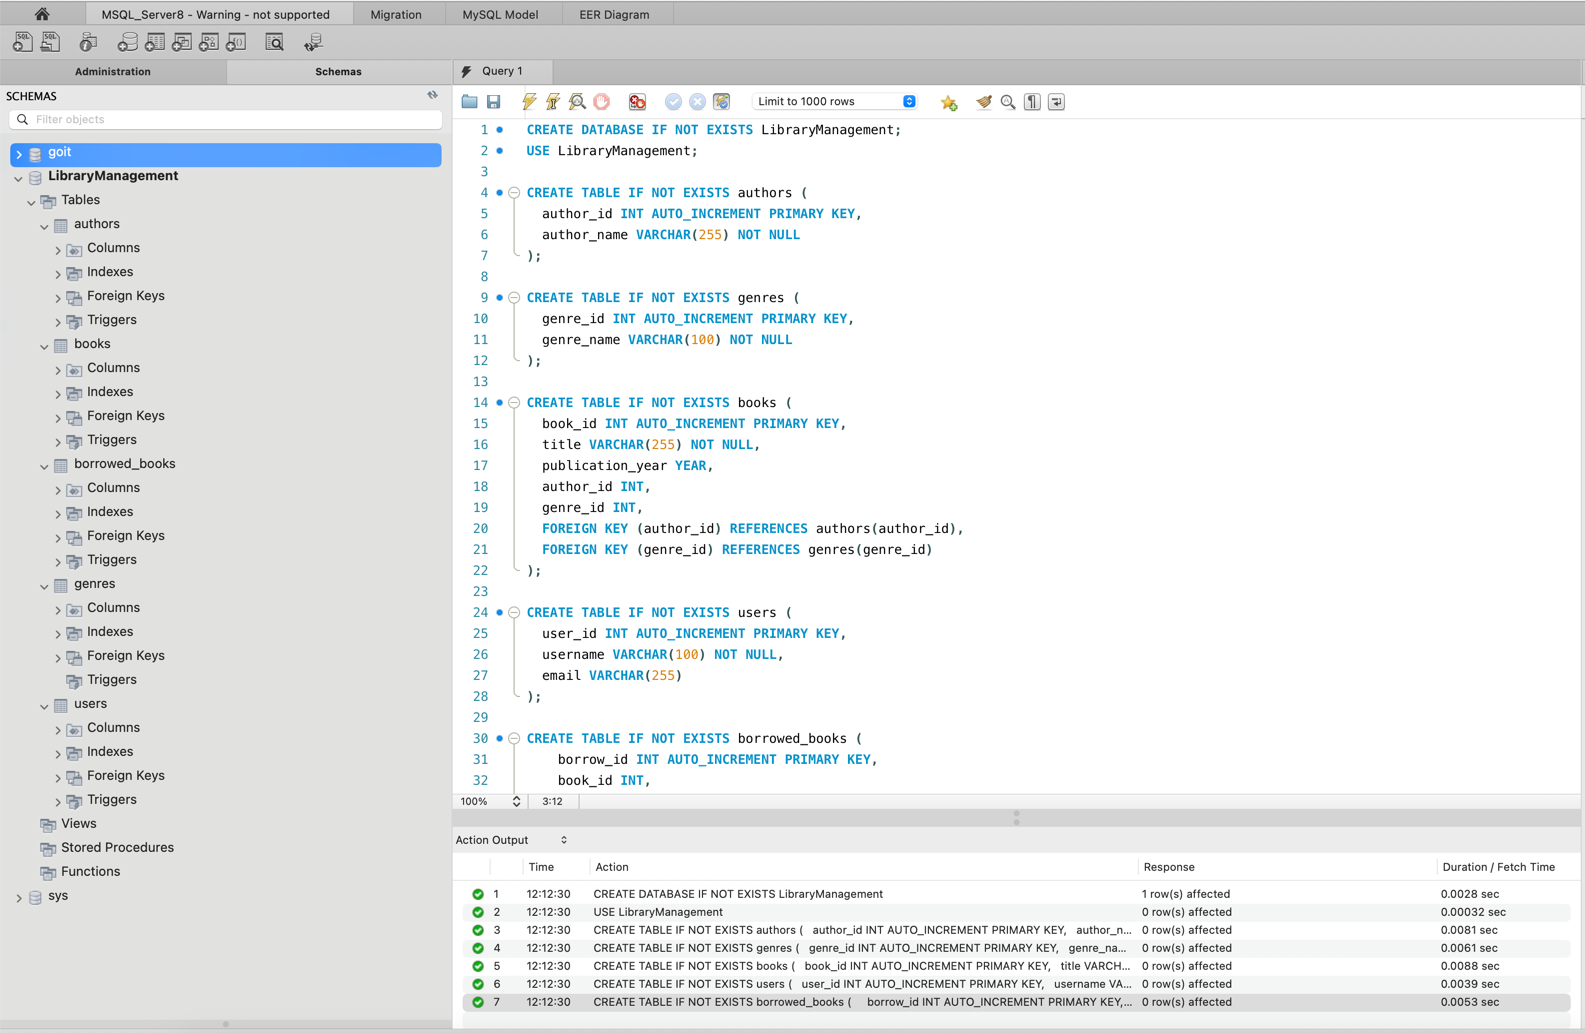 MSQL_Server8 - Warning - not supported
Migration
MySQL Model
EER Diagram
Administration
Schemas
Query 1
SCHEMAS
Filter objects
goit
LibraryManagement
Tables
authors
Columns
Indexes
Foreign Keys
Triggers
books
Columns
Indexes
Foreign Keys
Triggers
borrowed_books
Columns
Indexes
Foreign Keys
Triggers
genres
Columns
Indexes
Foreign Keys
Triggers
users
Columns
Indexes
Foreign Keys
Triggers
Views
Stored Procedures
Functions
sys
Limit to 1000 rows
1 CREATE DATABASE IF NOT EXISTS LibraryManagement;
2 USE LibraryManagement;
3
4 CREATE TABLE IF NOT EXISTS authors (
5 author_id INT AUTO_INCREMENT PRIMARY KEY,
6 author_name VARCHAR(255) NOT NULL
7 );
8
9 CREATE TABLE IF NOT EXISTS genres (
10 genre_id INT AUTO_INCREMENT PRIMARY KEY,
11 genre_name VARCHAR(100) NOT NULL
12 );
13
14 CREATE TABLE IF NOT EXISTS books (
15 book_id INT AUTO_INCREMENT PRIMARY KEY,
16 title VARCHAR(255) NOT NULL,
17 publication_year YEAR,
18 author_id INT,
19 genre_id INT,
20 FOREIGN KEY (author_id) REFERENCES authors(author_id),
21 FOREIGN KEY (genre_id) REFERENCES genres(genre_id)
22 );
23
24 CREATE TABLE IF NOT EXISTS users (
25 user_id INT AUTO_INCREMENT PRIMARY KEY,
26 username VARCHAR(100) NOT NULL,
27 email VARCHAR(255)
28 );
29
30 CREATE TABLE IF NOT EXISTS borrowed_books (
31 borrow_id INT AUTO_INCREMENT PRIMARY KEY,
32 book_id INT,
100% 3:12
Action Output
Time Action Response Duration / Fetch Time
1 12:12:30 CREATE DATABASE IF NOT EXISTS LibraryManagement 1 row(s) affected 0.0028 sec
2 12:12:30 USE LibraryManagement 0 row(s) affected 0.00032 sec
3 12:12:30 CREATE TABLE IF NOT EXISTS authors ( author_id INT AUTO_INCREMENT PRIMARY KEY, author_n... 0 row(s) affected 0.0081 sec
4 12:12:30 CREATE TABLE IF NOT EXISTS genres ( genre_id INT AUTO_INCREMENT PRIMARY KEY, genre_na... 0 row(s) affected 0.0061 sec
5 12:12:30 CREATE TABLE IF NOT EXISTS books ( book_id INT AUTO_INCREMENT PRIMARY KEY, title VARCH... 0 row(s) affected 0.0088 sec
6 12:12:30 CREATE TABLE IF NOT EXISTS users ( user_id INT AUTO_INCREMENT PRIMARY KEY, username VA... 0 row(s) affected 0.0039 sec
7 12:12:30 CREATE TABLE IF NOT EXISTS borrowed_books ( borrow_id INT AUTO_INCREMENT PRIMARY KEY,... 0 row(s) affected 0.0053 sec